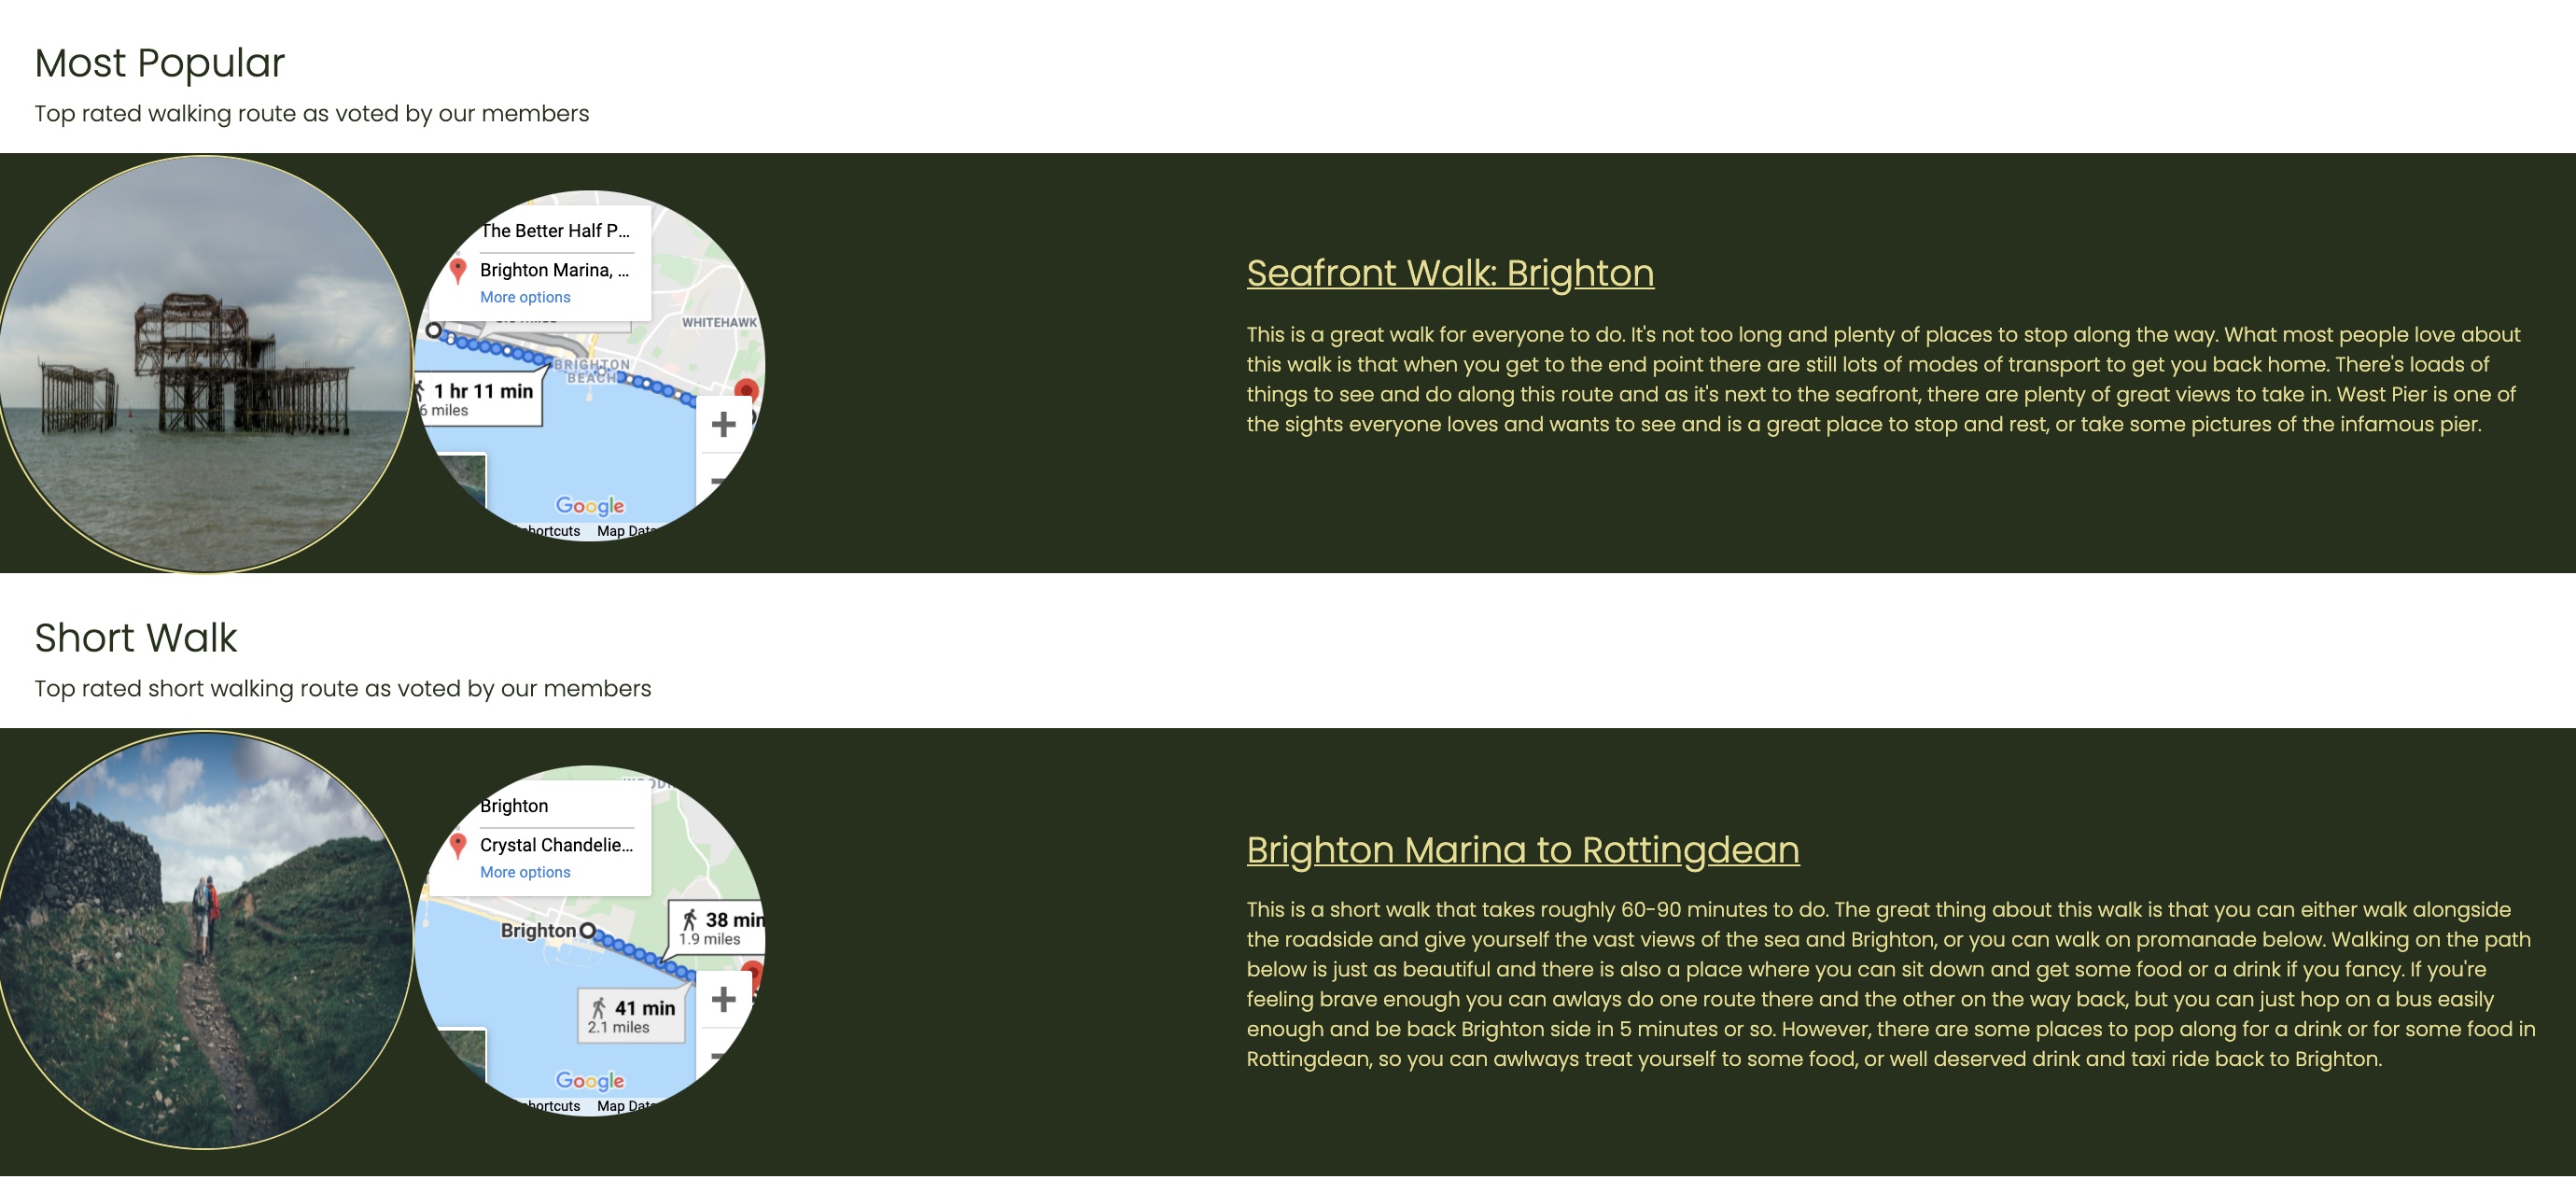 Most Popular
Top rated walking route as voted by our members
The Better Half P...
Brighton Marina, ...
More options
WHITEHAWK
BRIGHTON
BEACH
1 hr 11 min
6 miles
Google
Map Data
Seafront Walk: Brighton
This is a great walk for everyone to do. It's not too long and plenty of places to stop along the way. What most people love about
this walk is that when you get to the end point there are still lots of modes of transport to get you back home. There's loads of
things to see and do along this route and as it's next to the seafront, there are plenty of great views to take in. West Pier is one of
the sights everyone loves and wants to see and is a great place to stop and rest, or take some pictures of the infamous pier.
Short Walk
Top rated short walking route as voted by our members
Brighton
Crystal Chandelie...
More options
Brighton
38 min
1.9 miles
41 min
2.1 miles
Google
Map Data
Brighton Marina to Rottingdean
This is a short walk that takes roughly 60-90 minutes to do. The great thing about this walk is that you can either walk alongside
the roadside and give yourself the vast views of the sea and Brighton, or you can walk on promanade below. Walking on the path
below is just as beautiful and there is also a place where you can sit down and get some food or a drink if you fancy. If you're
feeling brave enough you can awlays do one route there and the other on the way back, but you can just hop on a bus easily
enough and be back Brighton side in 5 minutes or so. However, there are some places to pop along for a drink or for some food in
Rottingdean, so you can awlways treat yourself to some food, or well deserved drink and taxi ride back to Brighton.